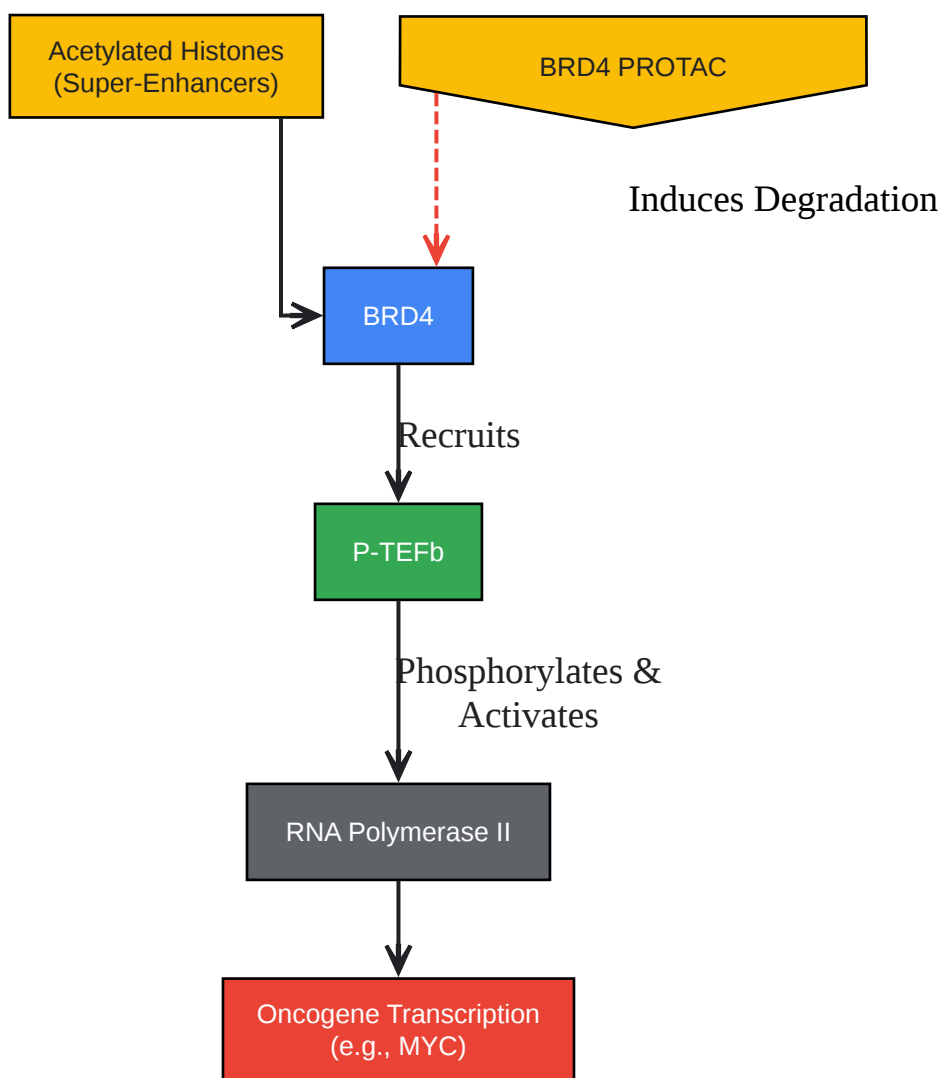 Acetylated Histones
(Super-Enhancers)
BRD4 PROTAC
Induces Degradation
BRD4
Recruits
P-TEFb
Phosphorylates &
Activates
RNA Polymerase II
Oncogene Transcription
(e.g., MYC)